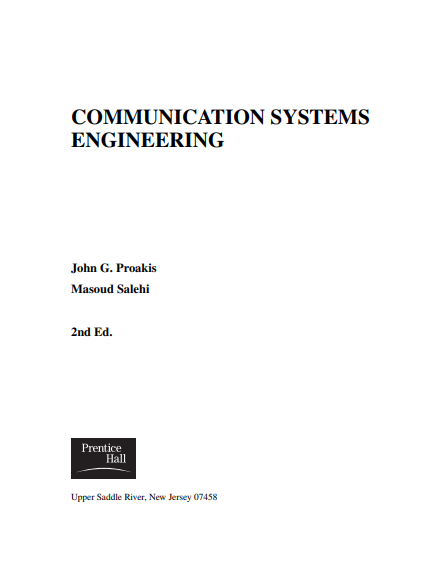 COMMUNICATION SYSTEMS
ENGINEERING
John G. Proakis
Masoud Salehi
2nd Ed.
Prentice
Hall
Upper Saddle River, New Jersey 07458